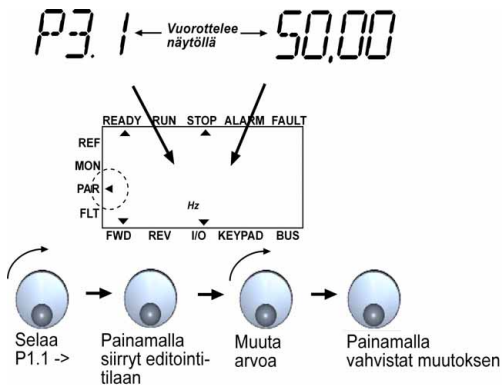 P3.1
Vuorottelee
näytöllä
50,00
READY RUN STOP ALARM FAULT
REF
MON
PAR
FLT
Hz
FWD REV I/O KEYPAD BUS
Selaa
P1.1 ->
Painamalla
siirryt editointi-
tilaan
Muuta
arvoa
Painamalla
vahvistat muutoksen